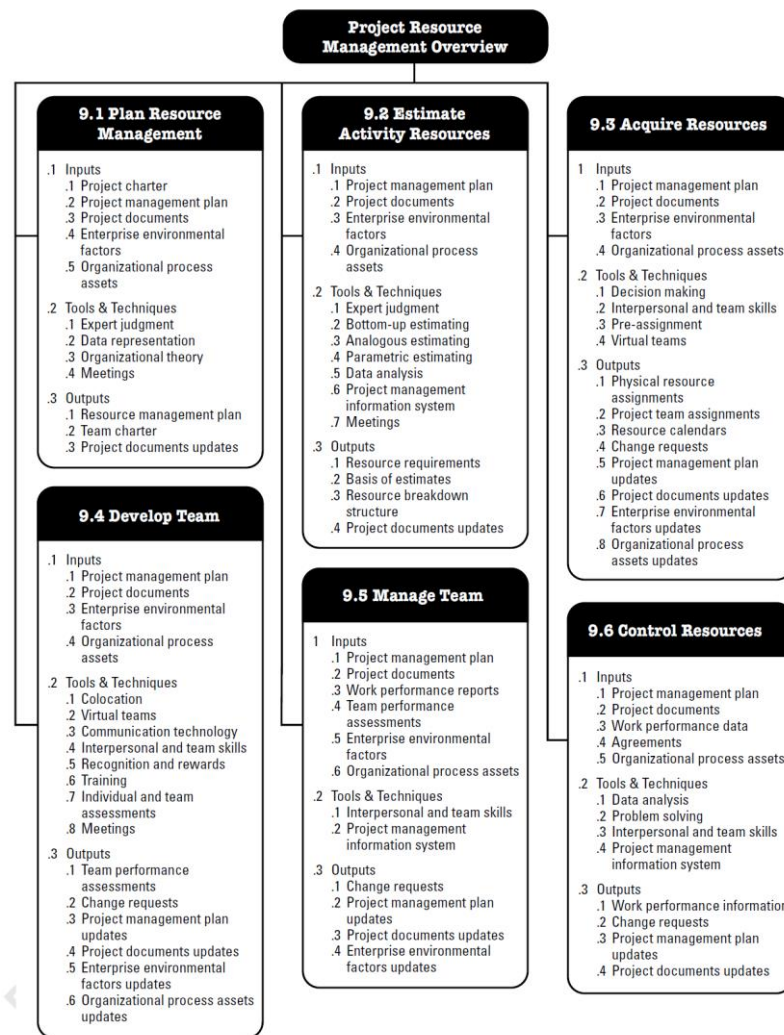 Project Resource
Management Overview
9.1 Plan Resource
Management
.1 Inputs
.1 Project charter
.2 Project management plan
.3 Project documents
.4 Enterprise environmental
factors
.5 Organizational process
assets
.2 Tools & Techniques
.1 Expert judgment
.2 Data representation
.3 Organizational theory
.4 Meetings
.3 Outputs
.1 Resource management plan
.2 Team charter
.3 Project documents updates
9.2 Estimate
Activity Resources
.1 Inputs
.1 Project management plan
.2 Project documents
.3 Enterprise environmental
factors
.4 Organizational process
assets
.2 Tools & Techniques
.1 Expert judgment
.2 Bottom-up estimating
.3 Analogous estimating
.4 Parametric estimating
.5 Data analysis
.6 Project management
information system
.7 Meetings
.3 Outputs
.1 Resource requirements
.2 Basis of estimates
.3 Resource breakdown
structure
.4 Project documents updates
9.3 Acquire Resources
1 Inputs
.1 Project management plan
.2 Project documents
.3 Enterprise environmental
factors
.4 Organizational process assets
.2 Tools & Techniques
.1 Decision making
.2 Interpersonal and team skills
.3 Pre-assignment
.4 Virtual teams
.3 Outputs
.1 Physical resource
assignments
.2 Project team assignments
.3 Resource calendars
.4 Change requests
.5 Project management plan
updates
.6 Project documents updates
.7 Enterprise environmental
factors updates
.8 Organizational process
assets updates
9.4 Develop Team
.1 Inputs
.1 Project management plan
.2 Project documents
.3 Enterprise environmental
factors
.4 Organizational process
assets
.2 Tools & Techniques
.1 Colocation
.2 Virtual teams
.3 Communication technology
.4 Interpersonal and team skills
.5 Recognition and rewards
.6 Training
.7 Individual and team
assessments
.8 Meetings
.3 Outputs
.1 Team performance
assessments
.2 Change requests
.3 Project management plan
updates
.4 Project documents updates
.5 Enterprise environmental
factors updates
.6 Organizational process assets
updates
9.5 Manage Team
1 Inputs
.1 Project management plan
.2 Project documents
.3 Work performance reports
.4 Team performance
assessments
.5 Enterprise environmental
factors
.6 Organizational process assets
.2 Tools & Techniques
.1 Interpersonal and team skills
.2 Project management
information system
.3 Outputs
.1 Change requests
.2 Project management plan
updates
.3 Project documents updates
.4 Enterprise environmental
factors updates
9.6 Control Resources
.1 Inputs
.1 Project management plan
.2 Project documents
.3 Work performance data
.4 Agreements
.5 Organizational process assets
.2 Tools & Techniques
.1 Data analysis
.2 Problem solving
.3 Interpersonal and team skills
.4 Project management
information system
.3 Outputs
.1 Work performance information
.2 Change requests
.3 Project management plan
updates
.4 Project documents updates